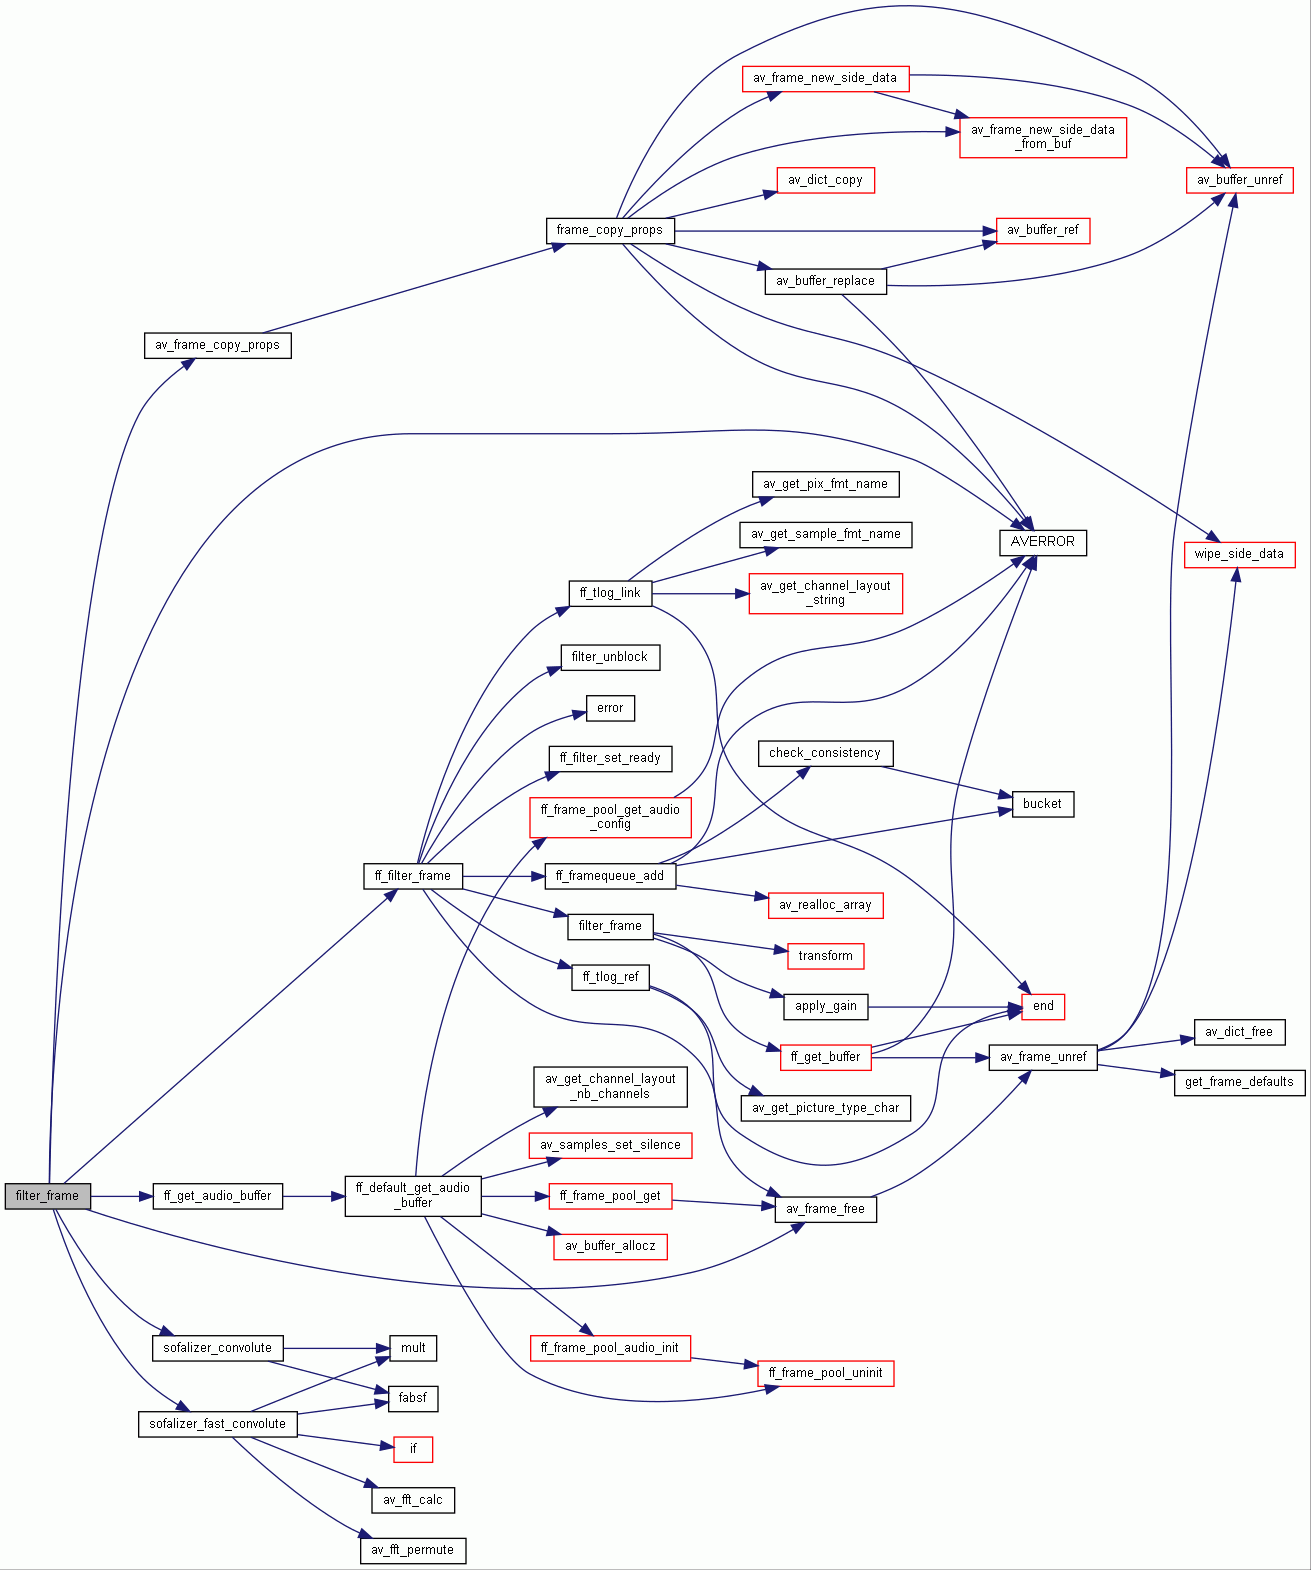 av_frame_new_side_data
av_frame_new_side_data
_from_buf
av_dict_copy
av_buffer_unref
frame_copy_props
av_buffer_ref
av_buffer_replace
av_frame_copy_props
av_get_pix_fmt_name
av_get_sample_fmt_name
AVERROR
wipe_side_data
ff_tlog_link
av_get_channel_layout
_string
filter_unblock
error
ff_filter_set_ready
check_consistency
ff_frame_pool_get_audio
_config
bucket
ff_filter_frame
ff_framequeue_add
av_realloc_array
filter_frame
transform
ff_tlog_ref
apply_gain
end
av_dict_free
ff_get_buffer
av_frame_unref
get_frame_defaults
av_get_channel_layout
_nb_channels
av_get_picture_type_char
av_samples_set_silence
filter_frame
ff_get_audio_buffer
ff_default_get_audio
_buffer
ff_frame_pool_get
av_frame_free
av_buffer_allocz
sofalizer_convolute
mult
ff_frame_pool_audio_init
ff_frame_pool_uninit
fabsf
sofalizer_fast_convolute
if
av_fft_calc
av_fft_permute